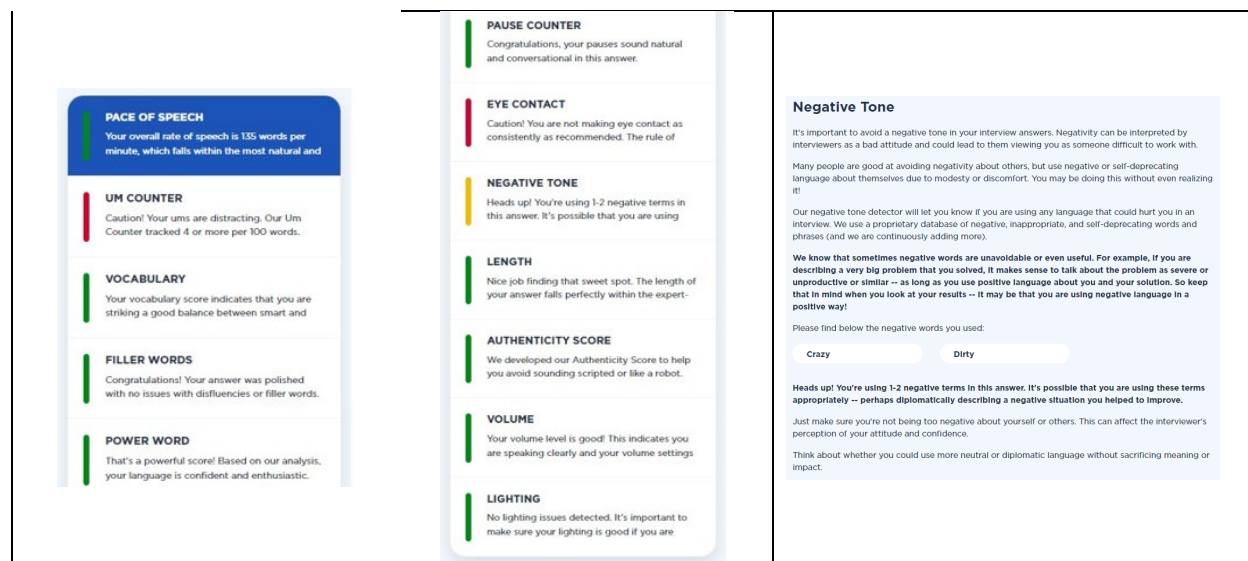 PACE OF SPEECH
Your overall rate of speech is 135 words per
minute, which falls within the most natural and
UM COUNTER
Caution! Your ums are distracting. Our Um
Counter tracked 4 or more per 100 words.
VOCABULARY
Your vocabulary score indicates that you are
striking a good balance between smart and
FILLER WORDS
Congratulations! Your answer was polished
with no issues with disfluencies or filler words.
POWER WORD
That's a powerful score! Based on our analysis,
your language is confident and enthusiastic.
PAUSE COUNTER
Congratulations, your pauses sound natural
and conversational in this answer.
EYE CONTACT
Caution! You are not making eye contact as
consistently as recommended. The rule of
NEGATIVE TONE
Heads up! You're using 1-2 negative terms in
this answer. It's possible that you are using
LENGTH
Nice job finding that sweet spot. The length of
your answer falls perfectly within the expert-
AUTHENTICITY SCORE
We developed our Authenticity Score to help
you avoid sounding scripted or like a robot.
VOLUME
Your volume level is good! This indicates you
are speaking clearly and your volume settings
LIGHTING
No lighting issues detected. It's important to
make sure your lighting is good if you are
Negative Tone
It's important to avoid a negative tone in your interview answers. Negativity can be interpreted by
interviewers as a bad attitude and could lead to them viewing you as someone difficult to work with.
Many people are good at avoiding negativity about others, but use negative or self-deprecating
language about themselves due to modesty or discomfort. You may be doing this without even realizing
it!
Our negative tone detector will let you know if you are using any language that could hurt you in an
interview. We use a proprietary database of negative, inappropriate, and self-deprecating words and
phrases (and we are continuously adding more).
We know that sometimes negative words are unavoidable or even useful. For example, if you are
describing a very big problem that you solved, it makes sense to talk about the problem as severe or
unproductive or similar -- as long as you use positive language about you and your solution. So keep
that in mind when you look at your results -- it may be that you are using negative language in a
positive way!
Please find below the negative words you used:
Crazy
Dirty
Heads up! You're using 1-2 negative terms in this answer. It's possible that you are using these terms
appropriately -- perhaps diplomatically describing a negative situation you helped to improve.
Just make sure you're not being too negative about yourself or others. This can affect the interviewer's
perception of your attitude and confidence.
Think about whether you could use more neutral or diplomatic language without sacrificing meaning or
impact.